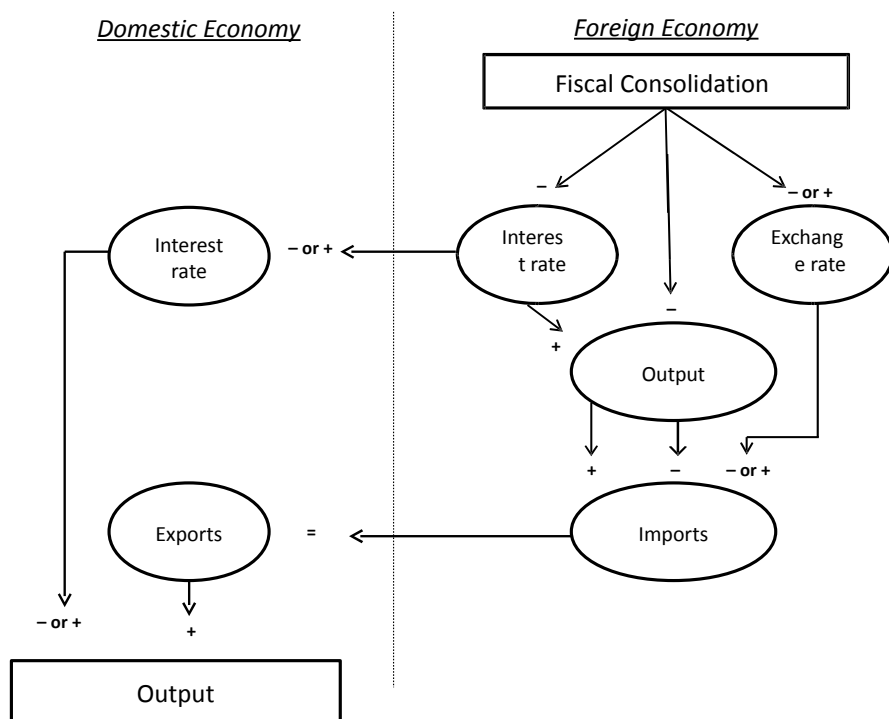 Domestic Economy
Foreign Economy
Fiscal Consolidation
–
– or +
Interest
rate
– or +
Interes
t rate
Exchang
e rate
–
+
Output
+
–
– or +
Exports
=
Imports
– or +
+
Output